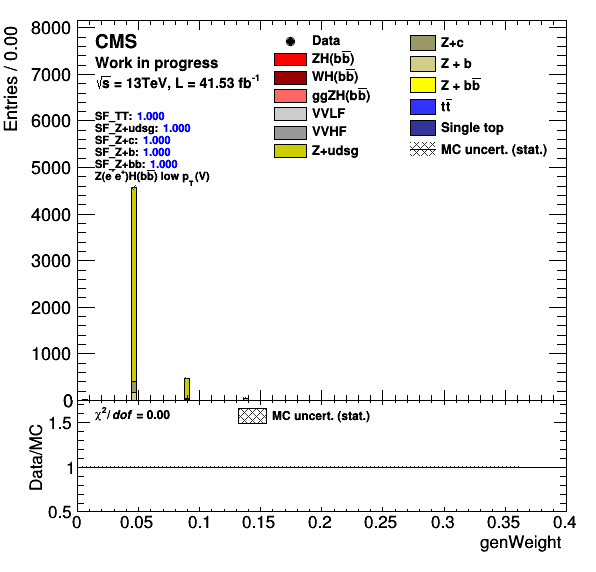 CMS
Work in progress
√s = 13TeV, L = 41.53 fb⁻¹
SF_TT: 1.000
SF_Z+udsg: 1.000
SF_Z+c: 1.000
SF_Z+b: 1.000
SF_Z+bb: 1.000
Z(e⁻e⁺)H(bb̅) low p_T(V)
Data
ZH(bb̅)
WH(bb̅)
ggZH(bb̅)
VVLF
VVHF
Z+udsg
Z+c
Z + b
Z + bb̅
tt̅
Single top
MC uncert. (stat.)
Entries / 0.00
8000
7000
6000
5000
4000
3000
2000
1000
0
χ²/dof = 0.00
MC uncert. (stat.)
Data/MC
1.5
1
0.5
0 0.05 0.1 0.15 0.2 0.25 0.3 0.35 0.4
genWeight